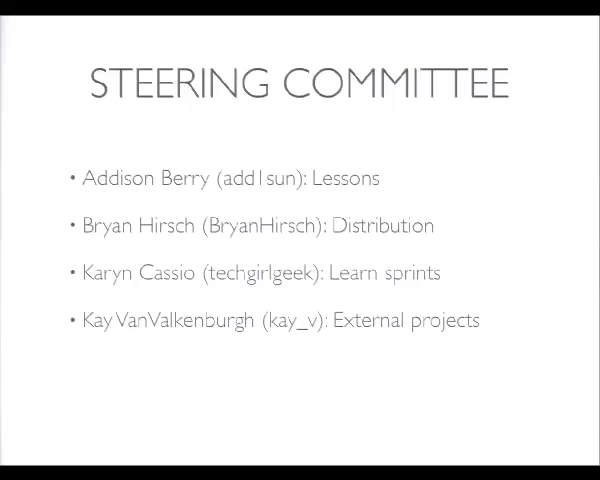 STEERING COMMITTEE
• Addison Berry (add1sun): Lessons
• Bryan Hirsch (BryanHirsch): Distribution
• Karyn Cassio (techgirlgeek): Learn sprints
• Kay VanValkenburgh (kay_v): External projects